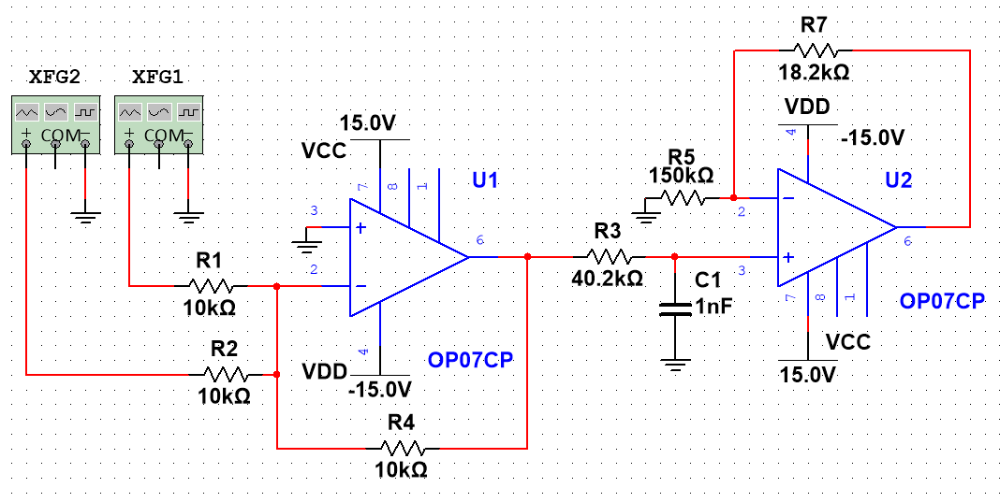 XFG2
XFG1
+ COM −
+ COM −
15.0V
VCC
7
8
1
U1
3
+
6
2
−
R1
10kΩ
R2
10kΩ
4
VDD
-15.0V
OP07CP
R4
10kΩ
R7
18.2kΩ
VDD
4
-15.0V
R5
150kΩ
U2
−
2
R3
40.2kΩ
+
3
6
C1
1nF
7
8
1
OP07CP
VCC
15.0V